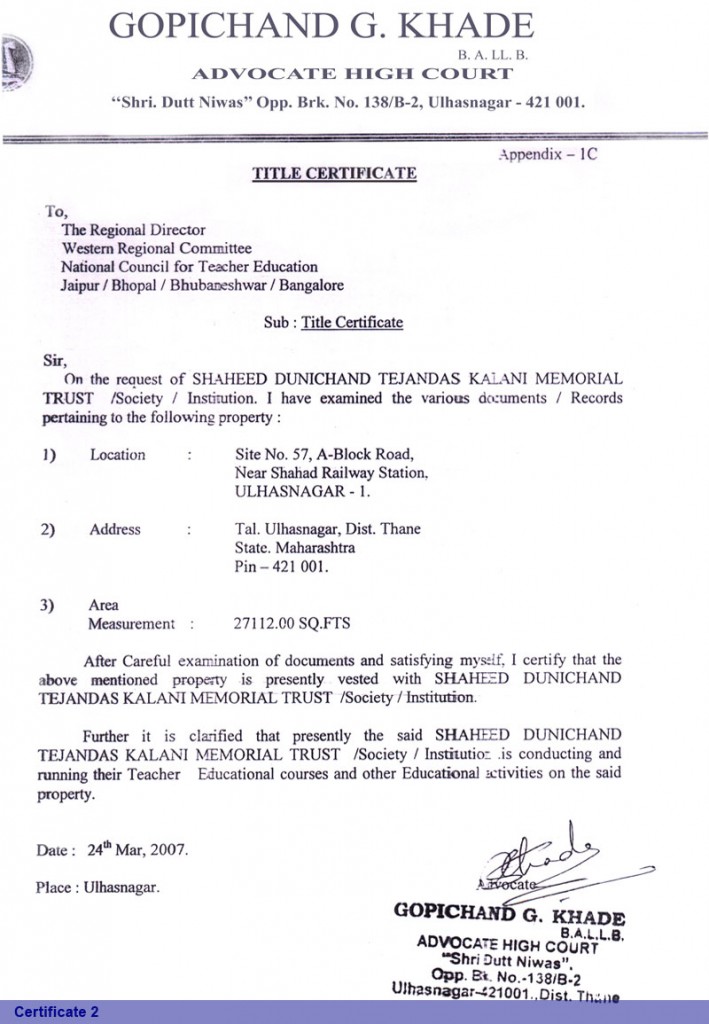 GOPICHAND G. KHADE
B. A. LL. B.
ADVOCATE HIGH COURT
“Shri. Dutt Niwas” Opp. Brk. No. 138/B-2, Ulhasnagar - 421 001.
Appendix – 1C
TITLE CERTIFICATE
To,
The Regional Director
Western Regional Committee
National Council for Teacher Education
Jaipur / Bhopal / Bhubaneshwar / Bangalore
Sub : Title Certificate
Sir,
On the request of SHAHEED DUNICHAND TEJANDAS KALANI MEMORIAL
TRUST /Society / Institution. I have examined the various documents / Records
pertaining to the following property :
1) Location : Site No. 57, A-Block Road,
Near Shahad Railway Station,
ULHASNAGAR - 1.
2) Address : Tal. Ulhasnagar, Dist. Thane
State. Maharashtra
Pin – 421 001.
3) Area
Measurement : 27112.00 SQ.FTS
After Careful examination of documents and satisfying myself, I certify that the
above mentioned property is presently vested with SHAHEED DUNICHAND
TEJANDAS KALANI MEMORIAL TRUST /Society / Institution.
Further it is clarified that presently the said SHAHEED DUNICHAND
TEJANDAS KALANI MEMORIAL TRUST /Society / Institution .is conducting and
running their Teacher Educational courses and other Educational activities on the said
property.
Date : 24th Mar, 2007.
Place : Ulhasnagar.
Khade
Advocate
GOPICHAND G. KHADE
B.A.L.L.B.
ADVOCATE HIGH COURT
"Shri Dutt Niwas",
Opp. Bk. No.-138/B-2
Ulhasnagar-421001., Dist. Thane
Certificate 2